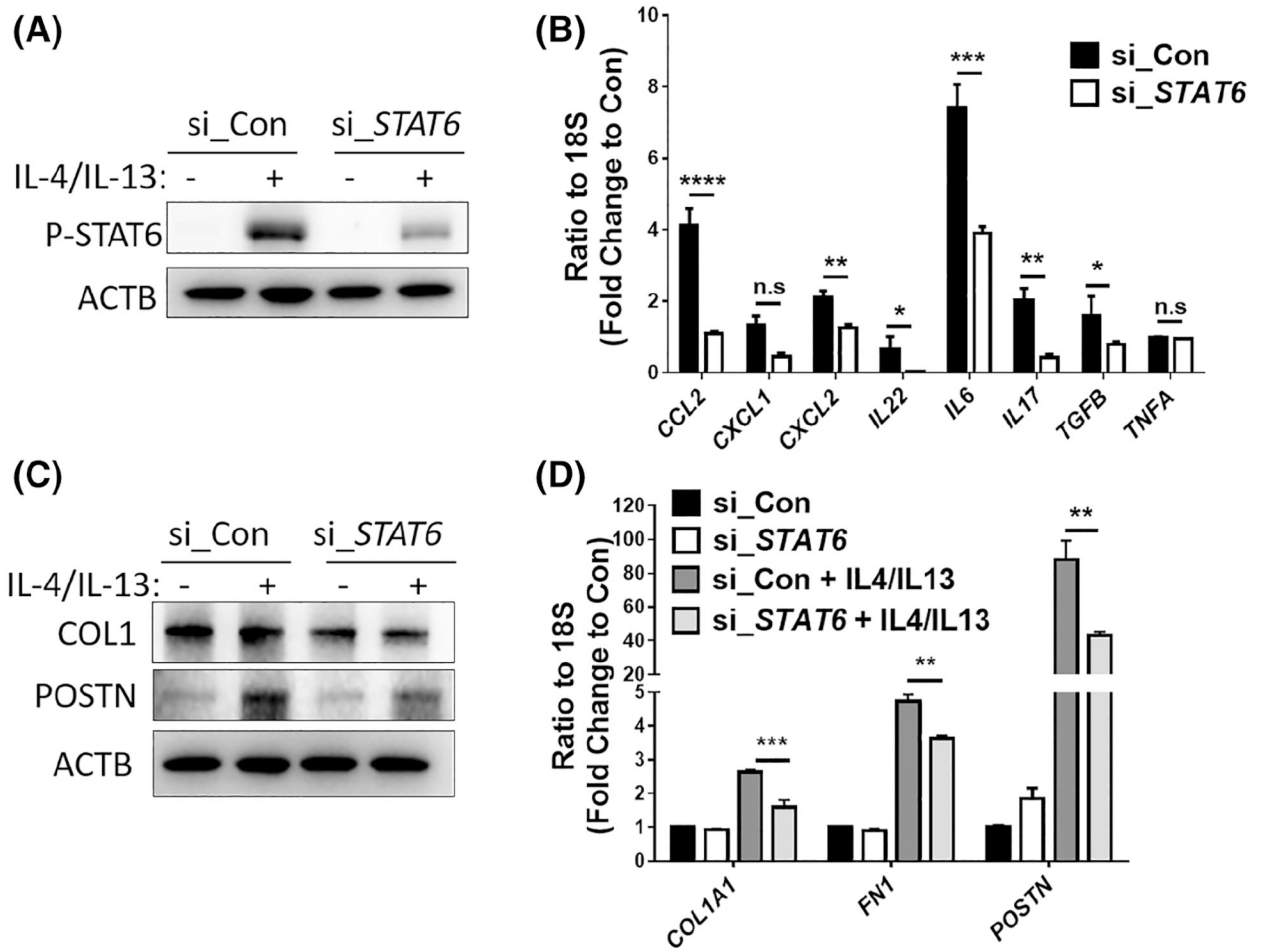 (A)
si_Con si_STAT6
IL-4/IL-13: - + - +
P-STAT6
ACTB
(B)
Ratio to 18S
(Fold Change to Con)
10
8
6
4
2
0
si_Con
si_STAT6
**** n.s ** * *** ** * n.s
CCL2 CXCL1 CXCL2 IL22 IL6 IL17 TGFB TNFA
(C)
si_Con si_STAT6
IL-4/IL-13: - + - +
COL1
POSTN
ACTB
(D)
Ratio to 18S
(Fold Change to Con)
120
100
80
60
40
20
5
4
3
2
1
0
si_Con
si_STAT6
si_Con + IL4/IL13
si_STAT6 + IL4/IL13
*** ** **
COL1A1 FN1 POSTN